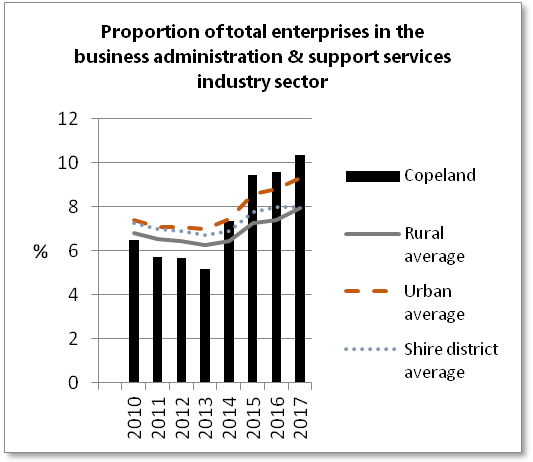 Proportion of total enterprises in the
business administration & support services
industry sector
12
10
8
6
4
2
0
%
2010
2011
2012
2013
2014
2015
2016
2017
Copeland
Rural
average
Urban
average
Shire district
average